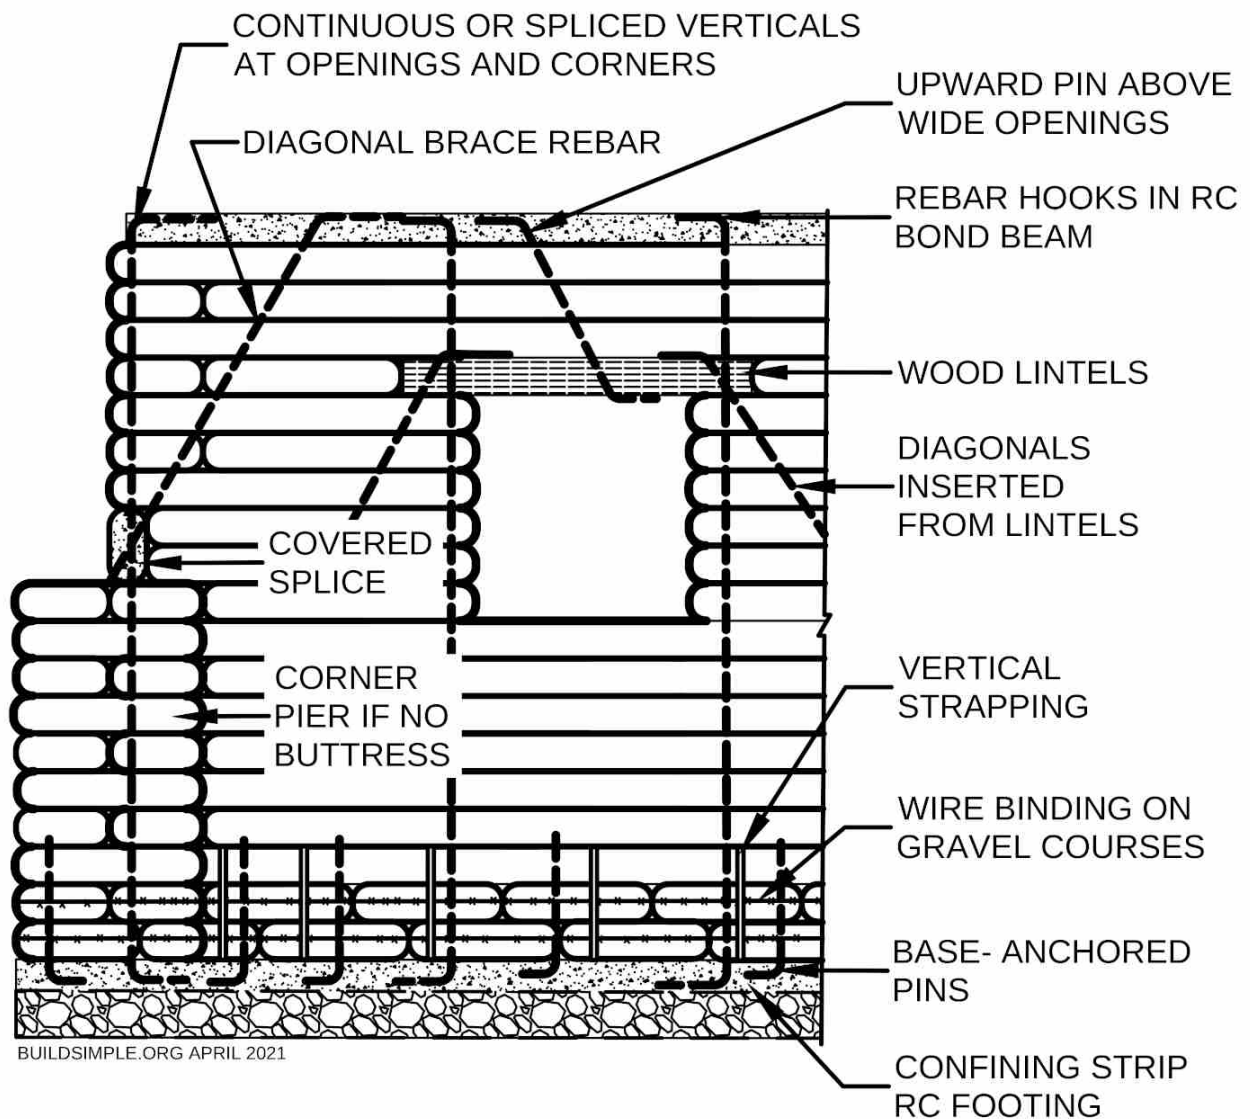 CONTINUOUS OR SPLICED VERTICALS
AT OPENINGS AND CORNERS
UPWARD PIN ABOVE
WIDE OPENINGS
DIAGONAL BRACE REBAR
REBAR HOOKS IN RC
BOND BEAM
WOOD LINTELS
DIAGONALS
INSERTED
FROM LINTELS
COVERED
SPLICE
CORNER
PIER IF NO
BUTTRESS
VERTICAL
STRAPPING
WIRE BINDING ON
GRAVEL COURSES
BASE- ANCHORED
PINS
BUILDSIMPLE.ORG APRIL 2021
CONFINING STRIP
RC FOOTING